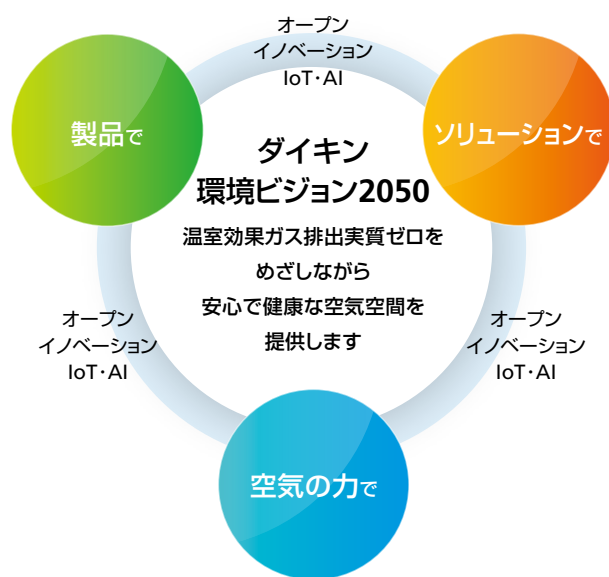 オープン
イノベーション
IoT・AI
製品で
ソリューションで
ダイキン
環境ビジョン2050
温室効果ガス排出実質ゼロを
めざしながら
安心で健康な空気空間を
提供します
オープン
イノベーション
IoT・AI
オープン
イノベーション
IoT・AI
空気の力で